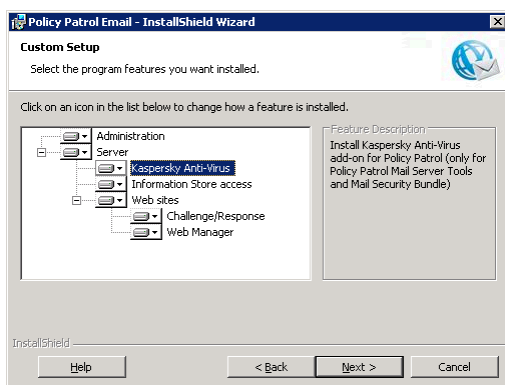 Policy Patrol Email - InstallShield Wizard
Custom Setup
Select the program features you want installed.
Click on an icon in the list below to change how a feature is installed.
Administration
Server
Kaspersky Anti-Virus
Information Store access
Web sites
Challenge/Response
Web Manager
Feature Description
Install Kaspersky Anti-Virus
add-on for Policy Patrol (only for
Policy Patrol Mail Server Tools
and Mail Security Bundle)
InstallShield
Help
< Back
Next >
Cancel